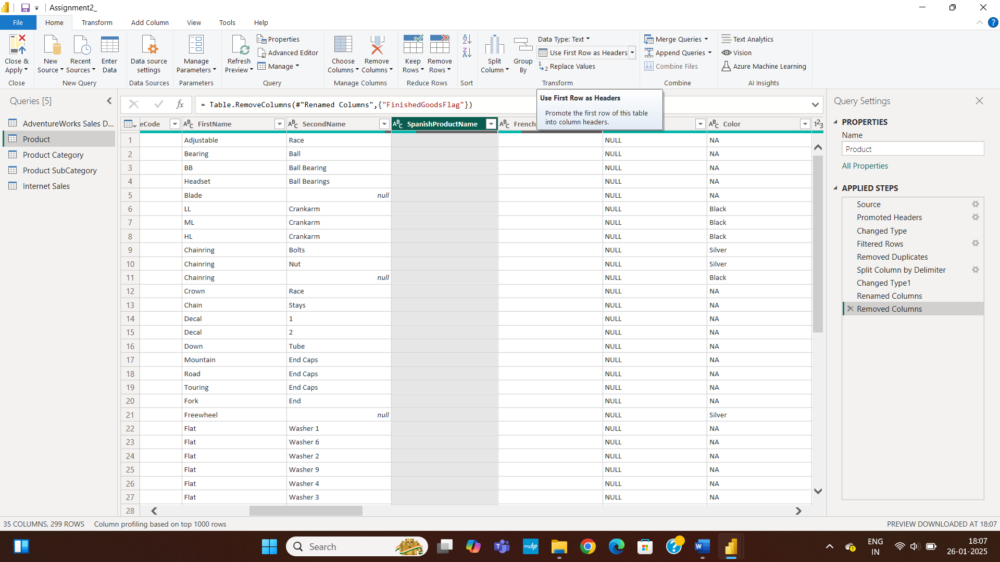 Assignment2_
File Home Transform Add Column View Tools Help
Close & Apply
New Source
Recent Sources
Enter Data
Data source settings
Manage Parameters
Refresh Preview
Properties
Advanced Editor
Manage
Choose Columns
Remove Columns
Keep Rows
Remove Rows
Split Column
Group By
Data Type: Text
Use First Row as Headers
Replace Values
Merge Queries
Append Queries
Combine Files
Text Analytics
Vision
Azure Machine Learning
Close New Query Data Sources Parameters Query Manage Columns Reduce Rows Sort Transform Combine AI Insights
Queries [5]
AdventureWorks Sales D...
Product
Product Category
Product SubCategory
Internet Sales
fx = Table.RemoveColumns(#"Renamed Columns",{"FinishedGoodsFlag"})
Use First Row as Headers
Promote the first row of this table
into column headers.
eCode ABC FirstName ABC SecondName ABC SpanishProductName ABC French ABC Color 123
1 Adjustable Race NULL NA
2 Bearing Ball NULL NA
3 BB Ball Bearing NULL NA
4 Headset Ball Bearings NULL NA
5 Blade null NULL NA
6 LL Crankarm NULL Black
7 ML Crankarm NULL Black
8 HL Crankarm NULL Black
9 Chainring Bolts NULL Silver
10 Chainring Nut NULL Silver
11 Chainring null NULL Black
12 Crown Race NULL NA
13 Chain Stays NULL NA
14 Decal 1 NULL NA
15 Decal 2 NULL NA
16 Down Tube NULL NA
17 Mountain End Caps NULL NA
18 Road End Caps NULL NA
19 Touring End Caps NULL NA
20 Fork End NULL NA
21 Freewheel null NULL Silver
22 Flat Washer 1 NULL NA
23 Flat Washer 6 NULL NA
24 Flat Washer 2 NULL NA
25 Flat Washer 9 NULL NA
26 Flat Washer 4 NULL NA
27 Flat Washer 3 NULL NA
28
Query Settings
PROPERTIES
Name
Product
All Properties
APPLIED STEPS
Source
Promoted Headers
Changed Type
Filtered Rows
Removed Duplicates
Split Column by Delimiter
Changed Type1
Renamed Columns
Removed Columns
35 COLUMNS, 299 ROWS Column profiling based on top 1000 rows PREVIEW DOWNLOADED AT 18:07
Search
myhp
ENG
IN
18:07
26-01-2025